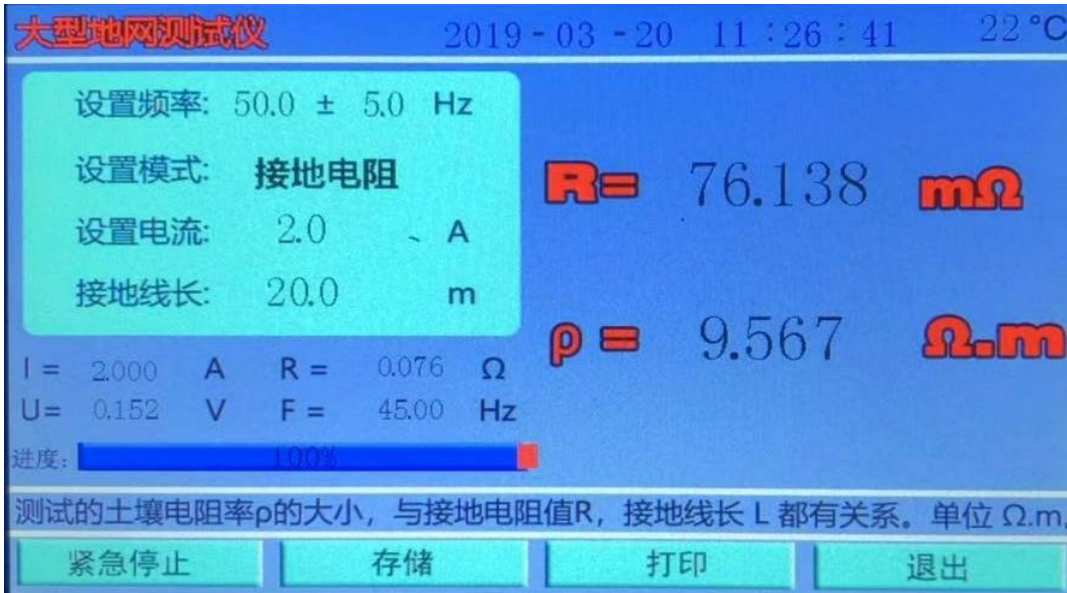 大型地网测试仪 2019-03-20 11:26:41 22℃
设置频率: 50.0 ± 5.0 Hz
设置模式: 接地电阻
设置电流: 2.0 A
接地线长: 20.0 m
R= 76.138 mΩ
ρ= 9.567 Ω.m
I = 2.000 A R = 0.076 Ω
U= 0.152 V F = 45.00 Hz
进度: 100%
测试的土壤电阻率ρ的大小，与接地电阻值R，接地线长 L 都有关系。单位 Ω.m.
紧急停止 存储 打印 退出